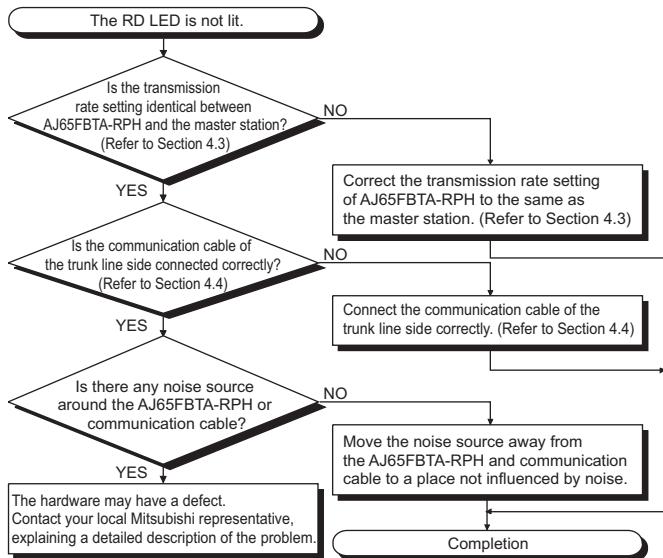 The RD LED is not lit.
Is the transmission
rate setting identical between
AJ65FBTA-RPH and the master station?
(Refer to Section 4.3)
NO
YES
Correct the transmission rate setting
of AJ65FBTA-RPH to the same as
the master station. (Refer to Section 4.3)
Is the communication cable of
the trunk line side connected correctly?
(Refer to Section 4.4)
NO
YES
Connect the communication cable of the
trunk line side correctly. (Refer to Section 4.4)
Is there any noise source
around the AJ65FBTA-RPH or
communication cable?
NO
YES
Move the noise source away from
the AJ65FBTA-RPH and communication
cable to a place not influenced by noise.
The hardware may have a defect.
Contact your local Mitsubishi representative,
explaining a detailed description of the problem.
Completion